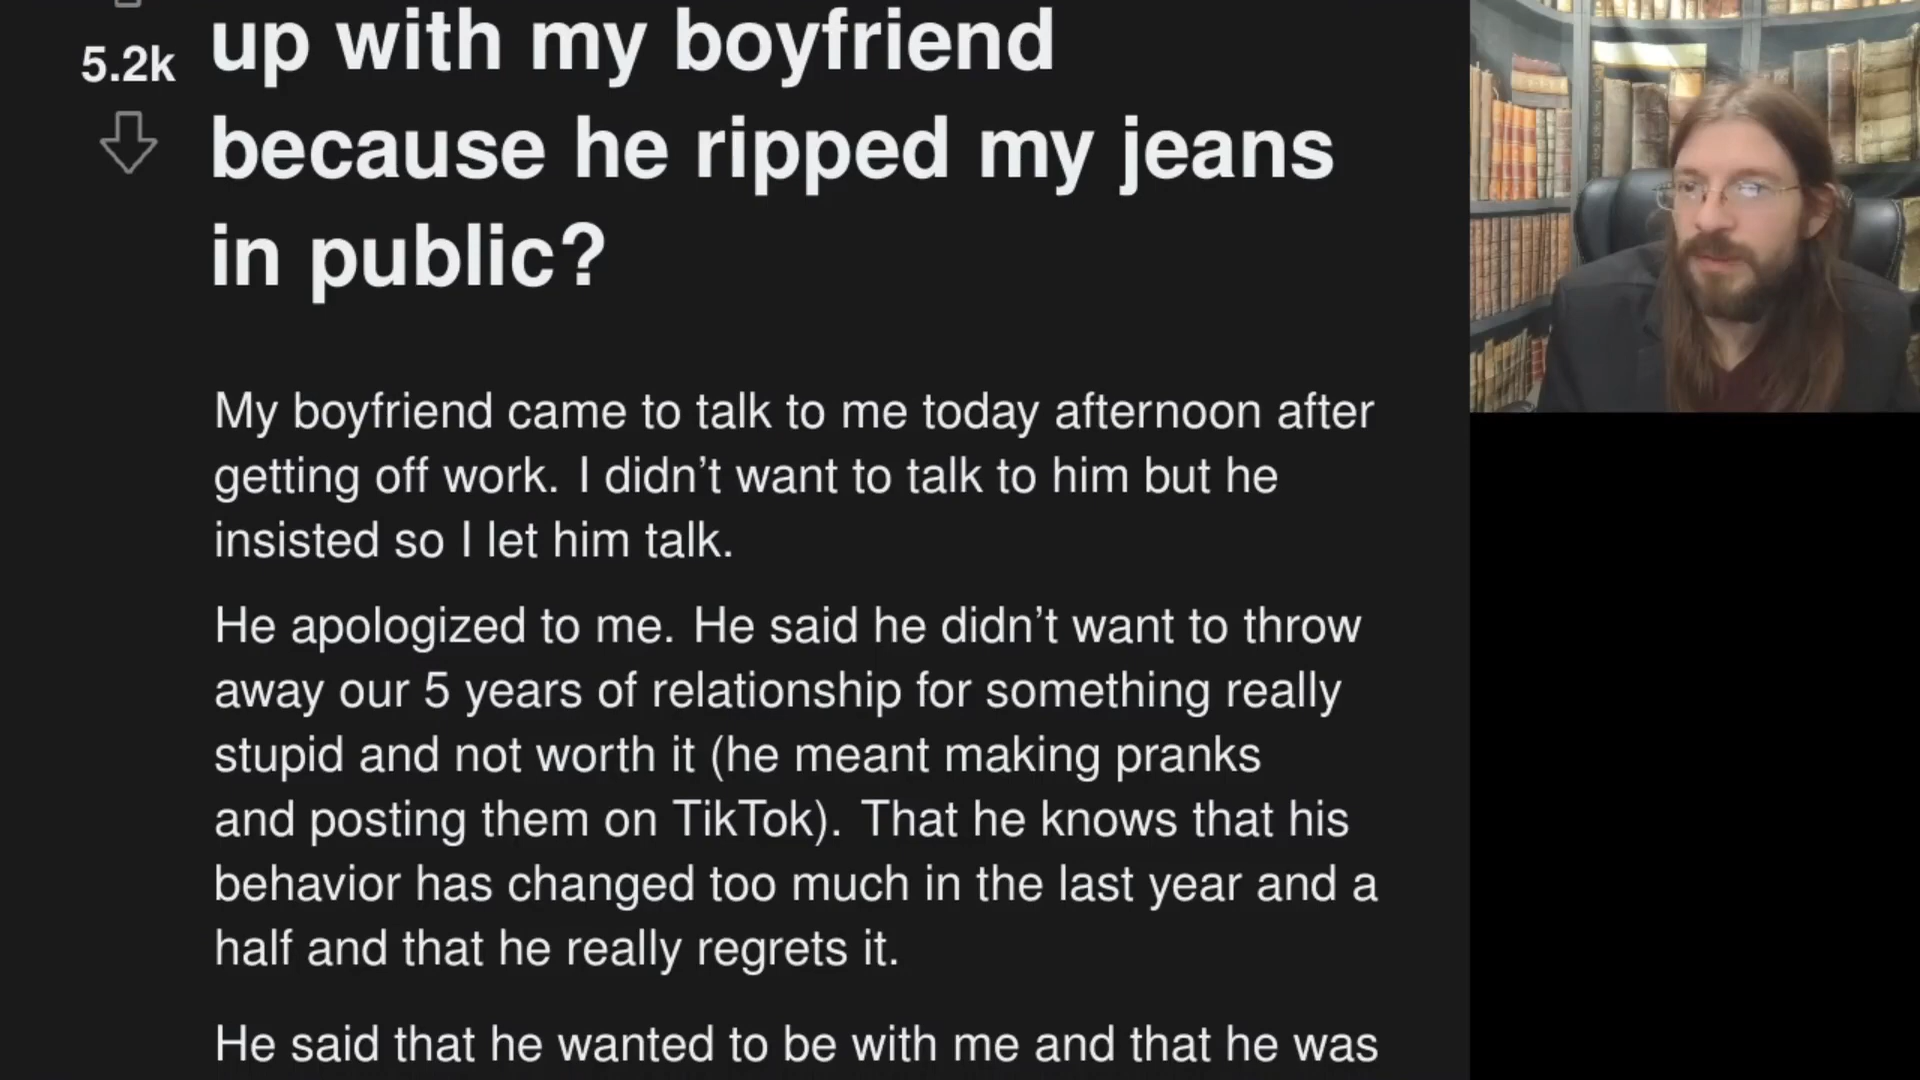 up with my boyfriend
5.2k
because he ripped my jeans
in public?
My boyfriend came to talk to me today afternoon after
getting off work. I didn’t want to talk to him but he
insisted so I let him talk.
He apologized to me. He said he didn’t want to throw
away our 5 years of relationship for something really
stupid and not worth it (he meant making pranks
and posting them on TikTok). That he knows that his
behavior has changed too much in the last year and a
half and that he really regrets it.
He said that he wanted to be with me and that he was